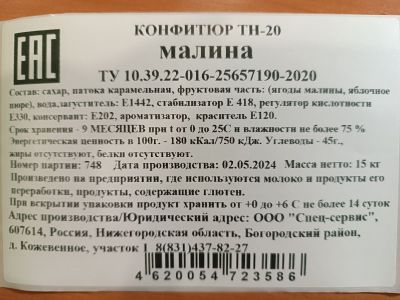 EAC
КОНФИТЮР ТН-20
малина
ТУ 10.39.22-016-25657190-2020
Состав: сахар, патока карамельная, фруктовая часть: (ягоды малины, яблочное
пюре), вода,загуститель: Е1442, стабилизатор Е 418, регулятор кислотности
Е330, консервант: Е202, ароматизатор, краситель Е120.
Срок хранения - 9 МЕСЯЦЕВ при t от 0 до 25С и влажности не более 75 %
Энергетическая ценность в 100г. - 180 кКал/750 кДж. Углеводы - 45г.,
жиры отсутствуют, белки отсутствуют.
Номер партии: 748 Дата производства: 02.05.2024 Масса нетто: 15 кг
Произведено на предприятии, где используются молоко и продукты его
переработки, продукты, содержащие глютен.
При вскрытии упаковки продукт хранить от +0 до +6 С не более 14 суток
Адрес производства/Юридический адрес: ООО "Спец-сервис",
607614, Россия, Нижегородская область, Богородский район,
д. Кожевенное, участок 1 8(831)437-82-27
4620054723586